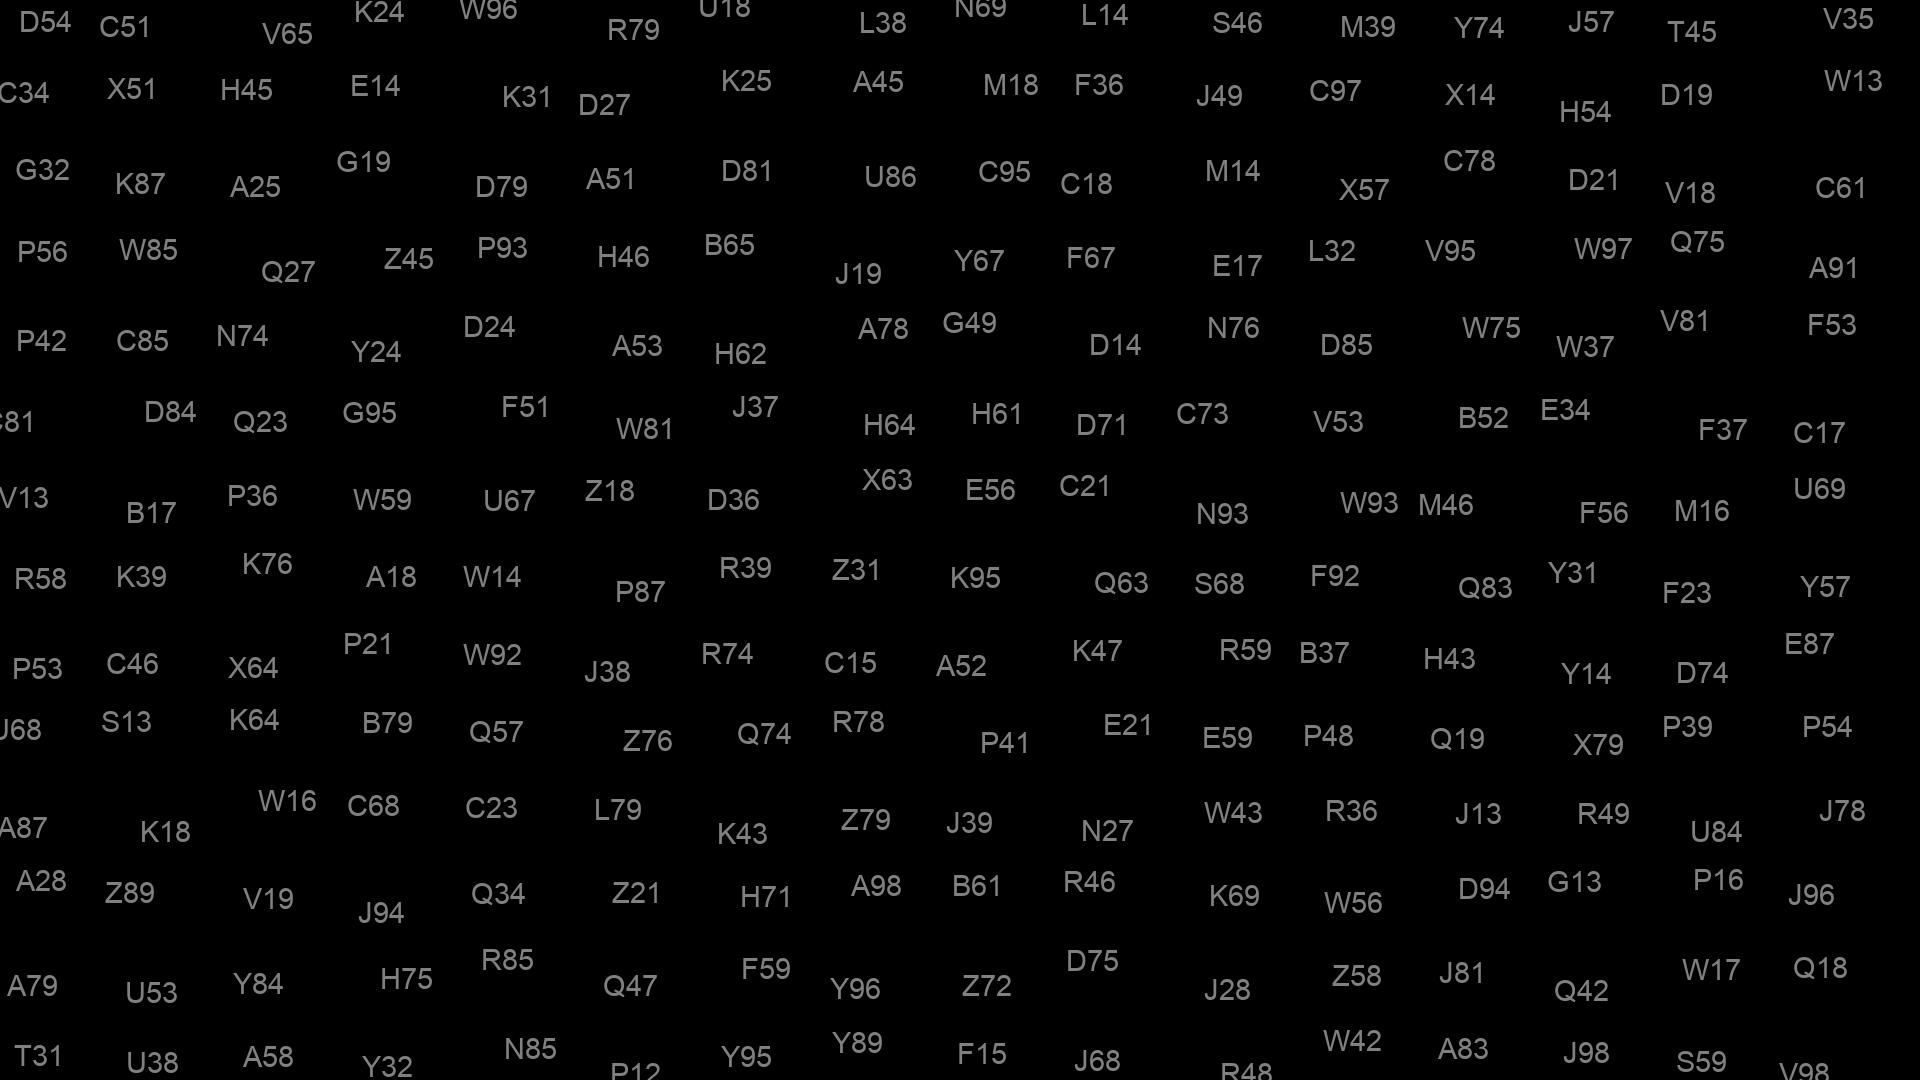 D54 C51 V65 K24 W96 R79 U18 L38 N69 L14 S46 M39 Y74 J57 T45 V35
C34 X51 H45 E14 K31 D27 K25 A45 M18 F36 J49 C97 X14 H54 D19 W13
G32 K87 A25 G19 D79 A51 D81 U86 C95 C18 M14 X57 C78 D21 V18 C61
P56 W85 Q27 Z45 P93 H46 B65 J19 Y67 F67 E17 L32 V95 W97 Q75 A91
P42 C85 N74 Y24 D24 A53 H62 A78 G49 D14 N76 D85 W75 W37 V81 F53
D84 Q23 G95 F51 W81 J37 H64 H61 D71 C73 V53 B52 E34 F37 C17
V13 B17 P36 W59 U67 Z18 D36 X63 E56 C21 N93 W93 M46 F56 M16 U69
R58 K39 K76 A18 W14 P87 R39 Z31 K95 Q63 S68 F92 Q83 Y31 F23 Y57
P53 C46 X64 P21 W92 J38 R74 C15 A52 K47 R59 B37 H43 Y14 D74 E87
S13 K64 B79 Q57 Z76 Q74 R78 P41 E21 E59 P48 Q19 X79 P39 P54
A87 K18 W16 C68 C23 L79 K43 Z79 J39 N27 W43 R36 J13 R49 U84 J78
A28 Z89 V19 J94 Q34 Z21 H71 A98 B61 R46 K69 W56 D94 G13 P16 J96
A79 U53 Y84 H75 R85 Q47 F59 Y96 Z72 D75 J28 Z58 J81 Q42 W17 Q18
T31 U38 A58 Y32 N85 P12 Y95 Y89 F15 J68 R48 W42 A83 J98 S59 V98